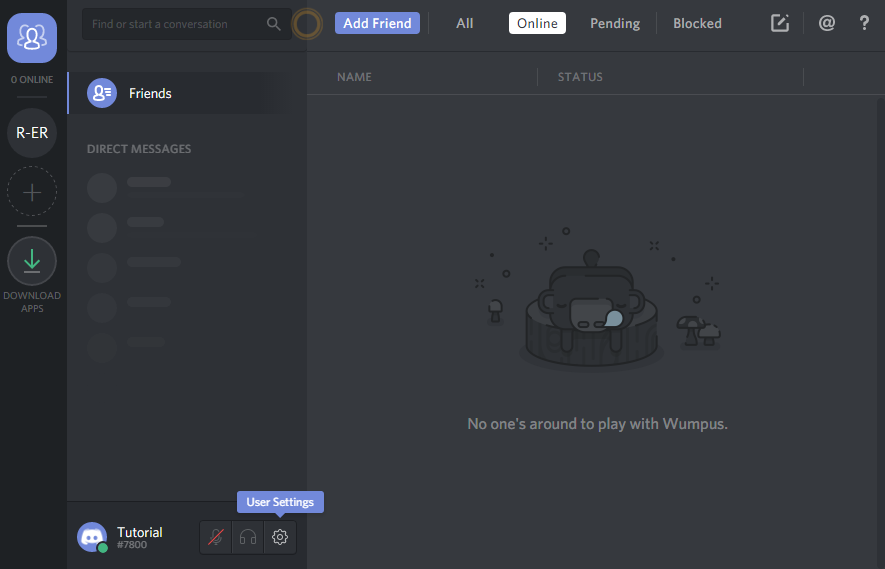 Find or start a conversation
Add Friend
All
Online
Pending
Blocked
@
?
0 ONLINE
R-ER
DOWNLOAD
APPS
Friends
DIRECT MESSAGES
NAME
STATUS
No one's around to play with Wumpus.
User Settings
Tutorial
#7800